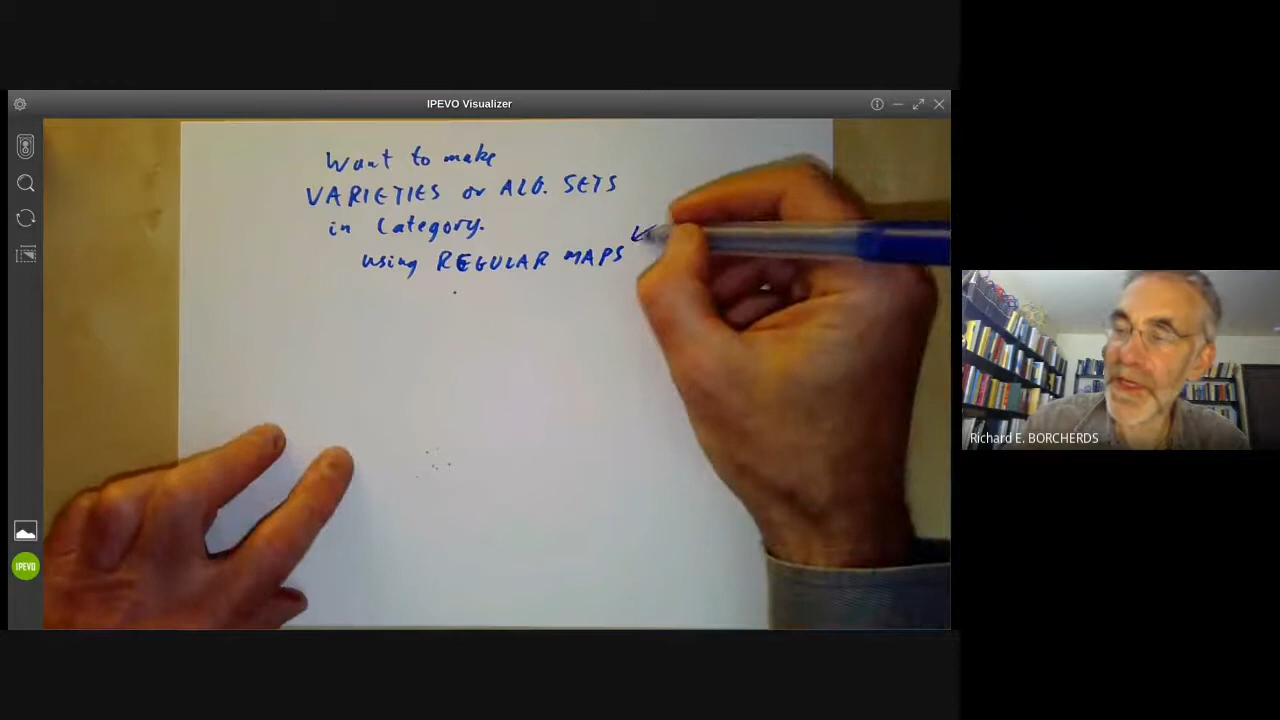 IPEVO Visualizer
Want to make
VARIETIES or ALG. SETS
in Category.
using REGULAR MAPS
IPEVO
Richard E. BORCHERDS